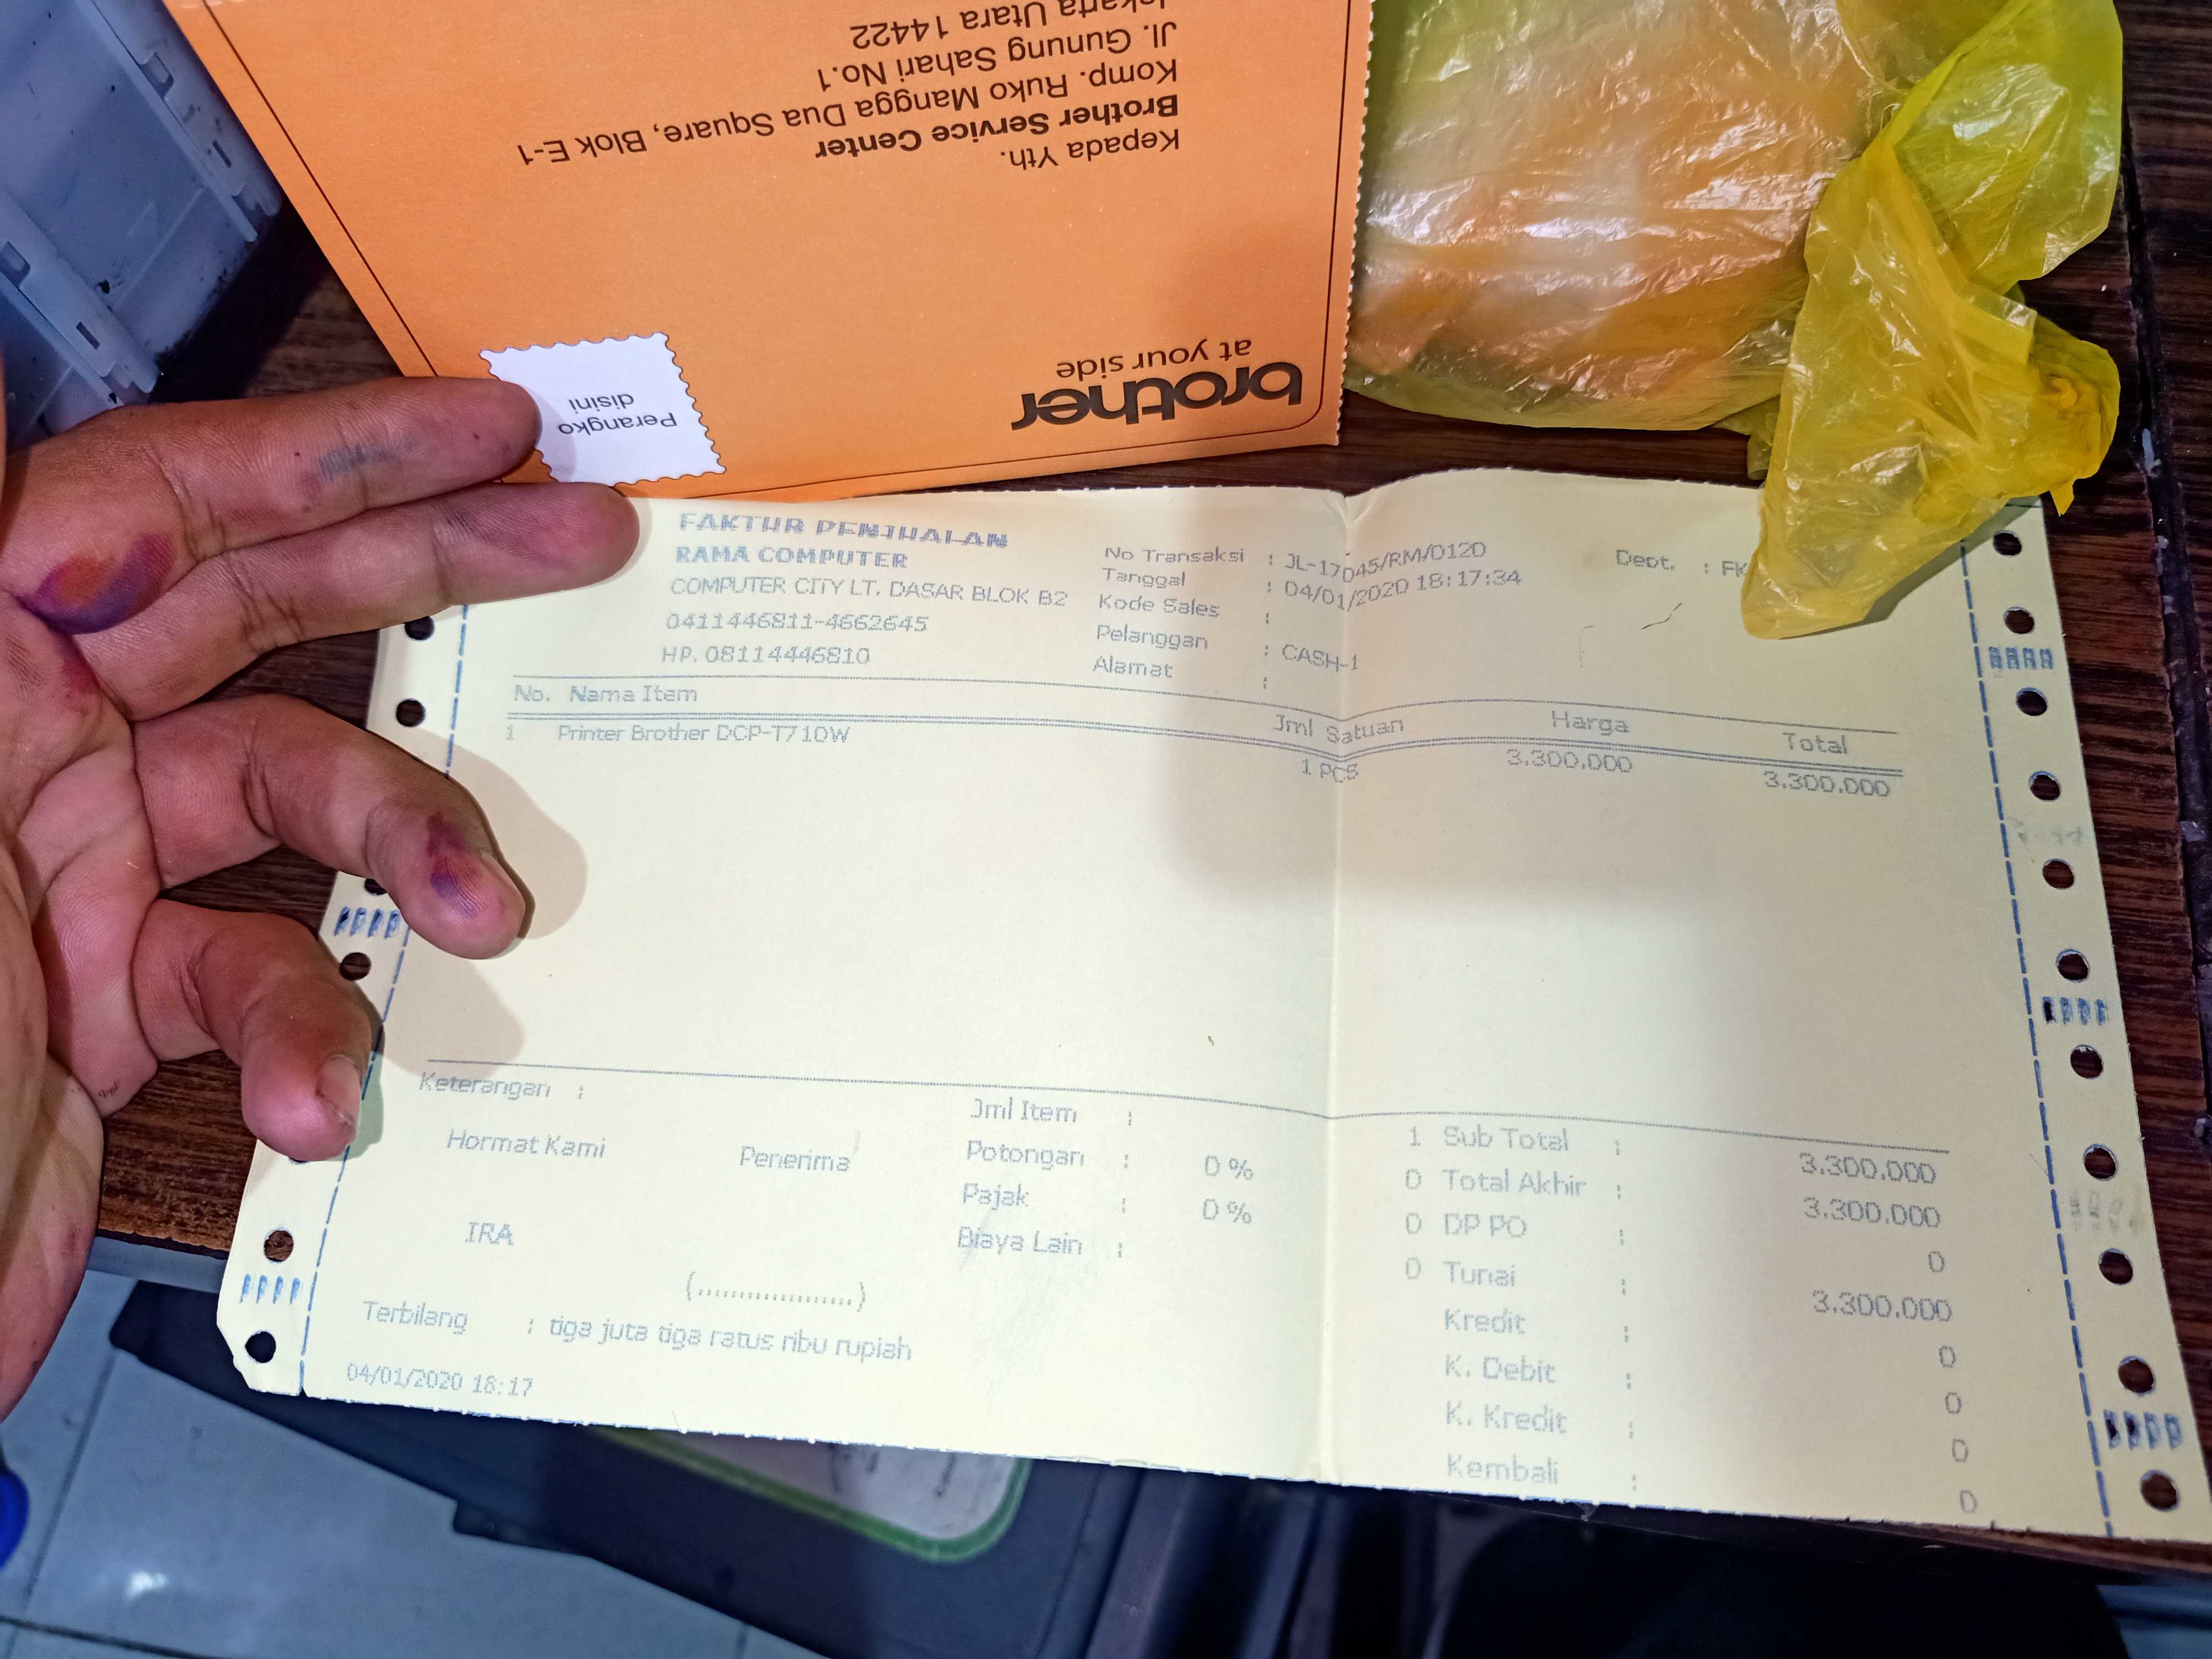 Jakarta Utara 14422
Jl. Gunung Sahari No.1
Komp. Ruko Mangga Dua Square, Blok E-1
Brother Service Center
Kepada Yth.
brother
at your side
Perangko
disini
FAKTUR PENJUALAN
RAMA COMPUTER
COMPUTER CITY LT. DASAR BLOK B2
0411446811-4662645
HP. 08114446810
No Transaksi : JL-17045/RM/0120
Tanggal : 04/01/2020 18:17:34
Kode Sales :
Pelanggan : CASH-1
Alamat :
Dept. : FK
No. Nama Item Jml Satuan Harga Total
1 Printer Brother DCP-T710W 1 PCS 3.300.000 3.300.000
Keterangan :
Hormat Kami Penerima
IRA
(...................)
Jml Item : 1
Potongan : 0 % 0
Pajak : 0 % 0
Biaya Lain : 0
Sub Total : 3.300.000
Total Akhir : 3.300.000
DP PO : 0
Tunai : 3.300.000
Kredit : 0
K. Debit : 0
K. Kredit : 0
Kembali : 0
Terbilang : tiga juta tiga ratus ribu rupiah
04/01/2020 18:17